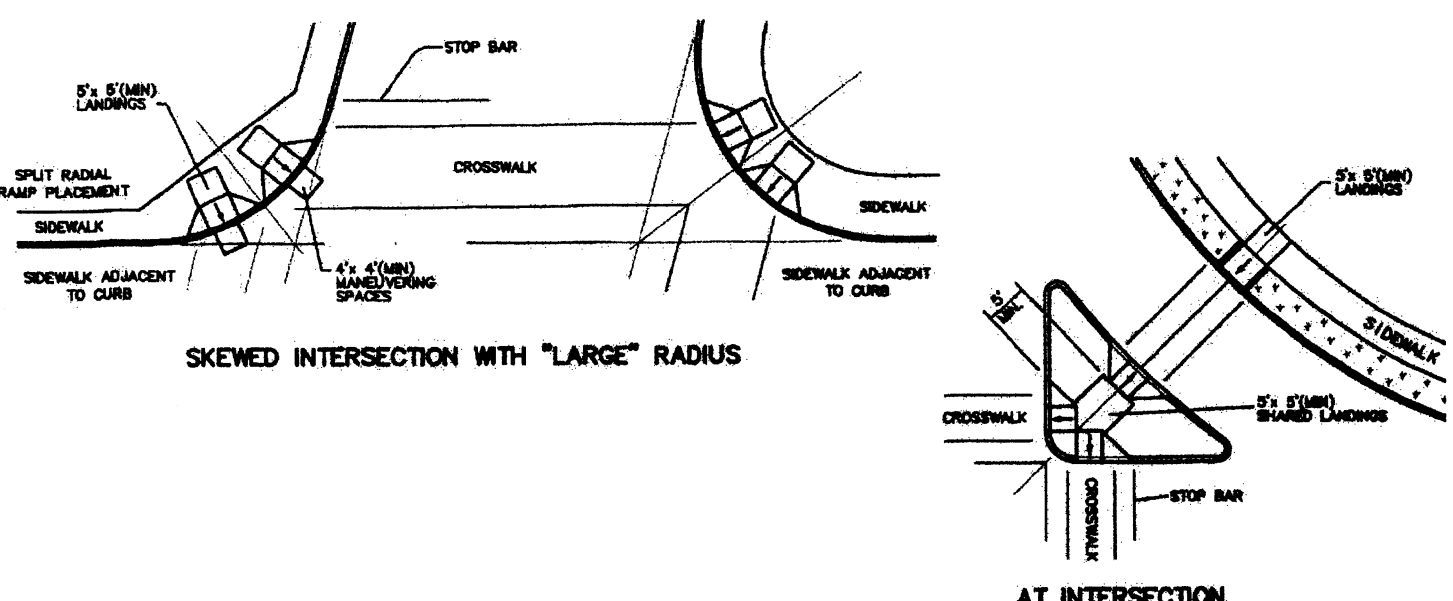 STOP BAR
5'x 5'(MIN)
LANDINGS
SPLIT RADIAL
RAMP PLACEMENT
CROSSWALK
SIDEWALK
SIDEWALK
SIDEWALK ADJACENT
TO CURB
4'x 4'(MIN)
MANEUVERING
SPACES
SIDEWALK ADJACENT
TO CURB
SKEWED INTERSECTION WITH "LARGE" RADIUS
5'x 5'(MIN)
LANDINGS
5'
MIN.
SIDEWALK
CROSSWALK
5'x 5'(MIN)
SHARED LANDINGS
CROSSWALK
STOP BAR
AT INTERSECTION